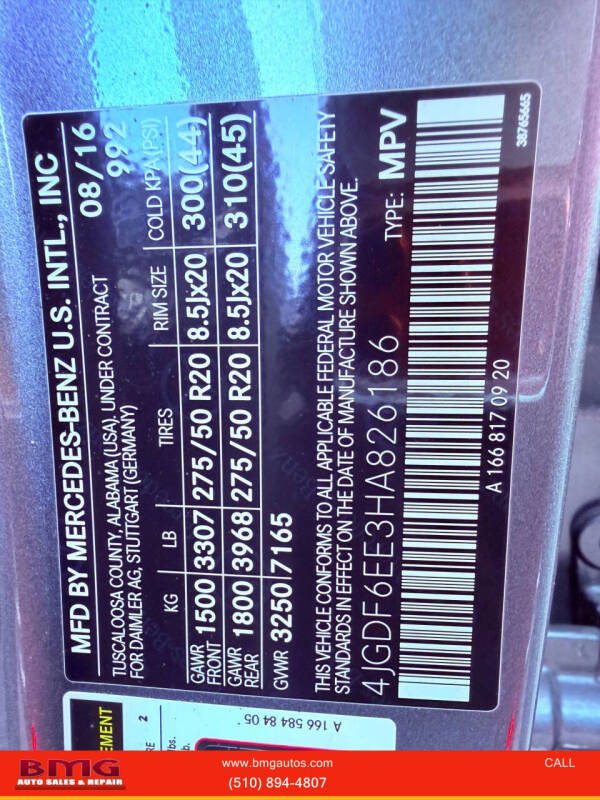 MFD BY MERCEDES-BENZ U.S. INTL., INC
TUSCALOOSA COUNTY, ALABAMA (USA), UNDER CONTRACT
FOR DAIMLER AG, STUTTGART (GERMANY)
08/16
992
KG LB TIRES RIM SIZE COLD KPA (PSI)
GAWR FRONT 1500 3307 275/50 R20 8.5Jx20 300(44)
GAWR REAR 1800 3968 275/50 R20 8.5Jx20 310(45)
GVWR 3250 7165
THIS VEHICLE CONFORMS TO ALL APPLICABLE FEDERAL MOTOR VEHICLE SAFETY
STANDARDS IN EFFECT ON THE DATE OF MANUFACTURE SHOWN ABOVE.
4JGDF6EE3HA826186 TYPE: MPV
A 166 817 09 20
38765665
A 166 584 84 05
2
BMG
AUTO SALES & REPAIR
www.bmgautos.com
(510) 894-4807
CALL